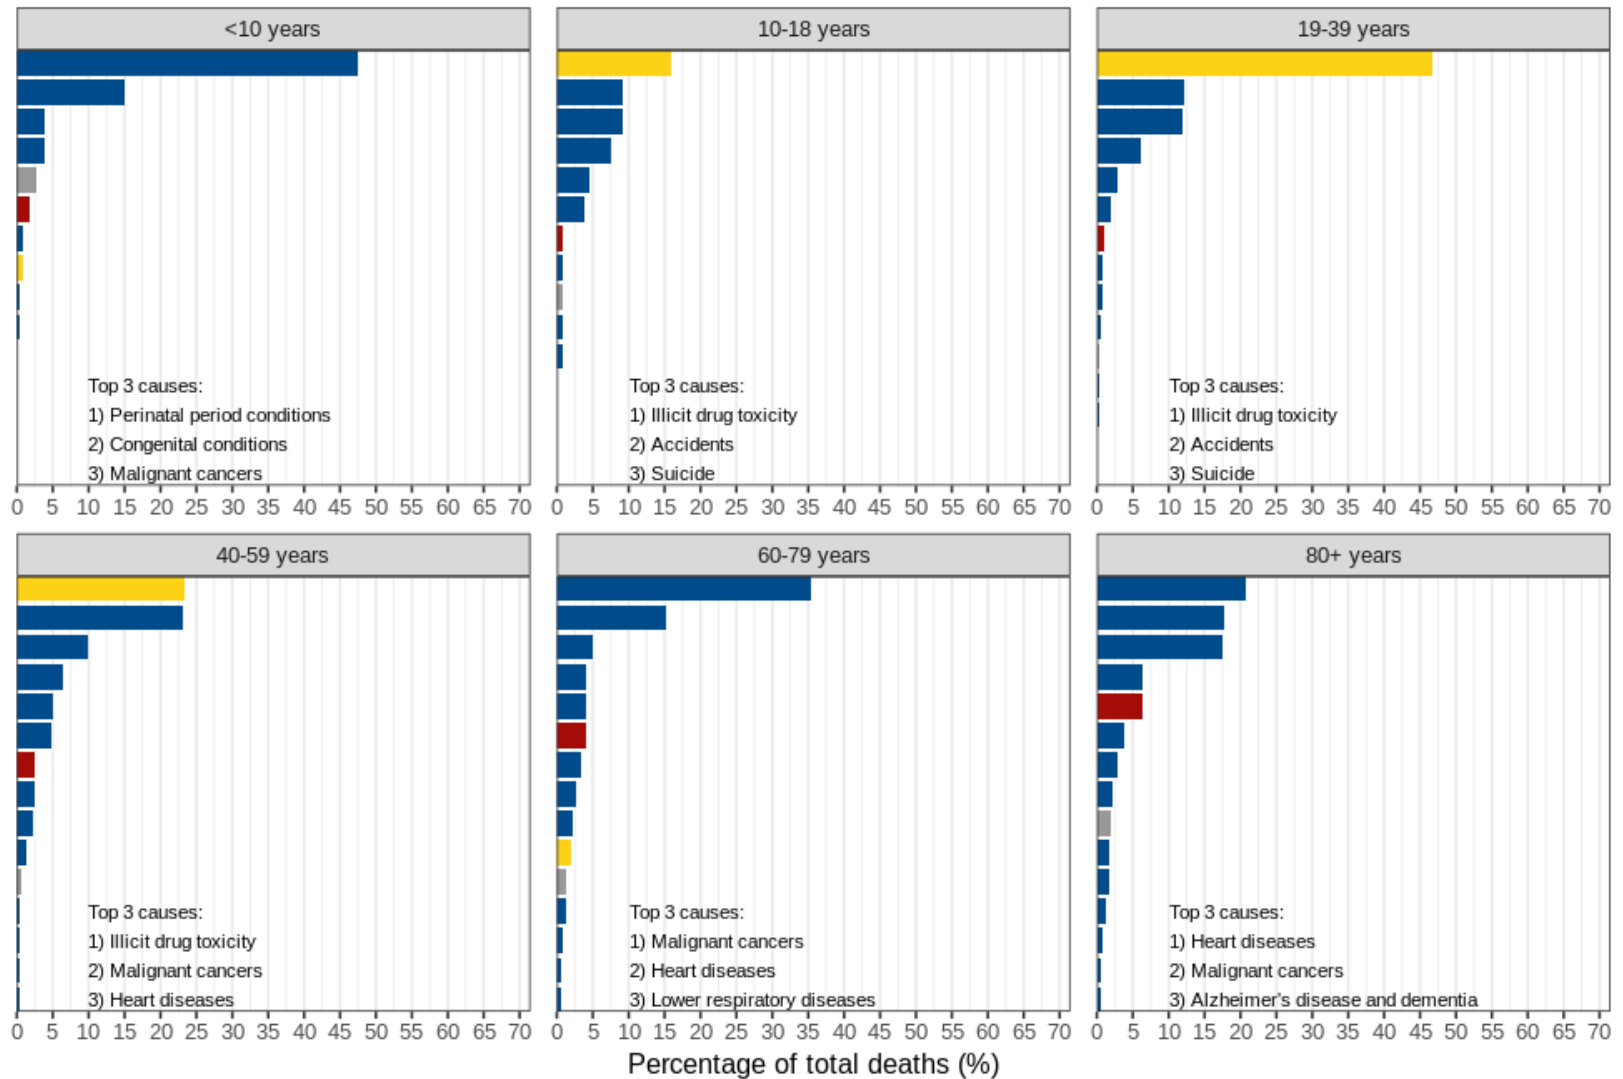 <10 years
10-18 years
19-39 years
Top 3 causes:
1) Perinatal period conditions
2) Congenital conditions
3) Malignant cancers
Top 3 causes:
1) Illicit drug toxicity
2) Accidents
3) Suicide
Top 3 causes:
1) Illicit drug toxicity
2) Accidents
3) Suicide
0 5 10 15 20 25 30 35 40 45 50 55 60 65 70
0 5 10 15 20 25 30 35 40 45 50 55 60 65 70
0 5 10 15 20 25 30 35 40 45 50 55 60 65 70
40-59 years
60-79 years
80+ years
Top 3 causes:
1) Illicit drug toxicity
2) Malignant cancers
3) Heart diseases
Top 3 causes:
1) Malignant cancers
2) Heart diseases
3) Lower respiratory diseases
Top 3 causes:
1) Heart diseases
2) Malignant cancers
3) Alzheimer's disease and dementia
0 5 10 15 20 25 30 35 40 45 50 55 60 65 70
0 5 10 15 20 25 30 35 40 45 50 55 60 65 70
0 5 10 15 20 25 30 35 40 45 50 55 60 65 70
Percentage of total deaths (%)